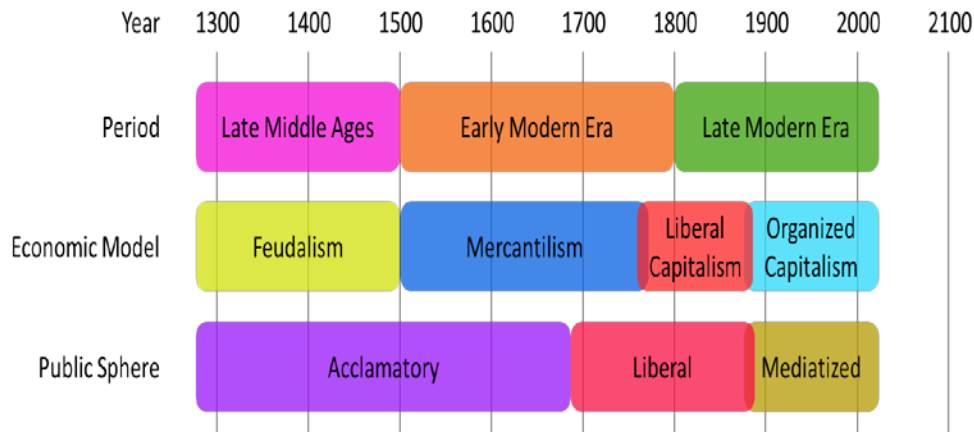 Year 1300 1400 1500 1600 1700 1800 1900 2000 2100
Period Late Middle Ages Early Modern Era Late Modern Era
Economic Model Feudalism Mercantilism Liberal Capitalism Organized Capitalism
Public Sphere Acclamatory Liberal Mediatized